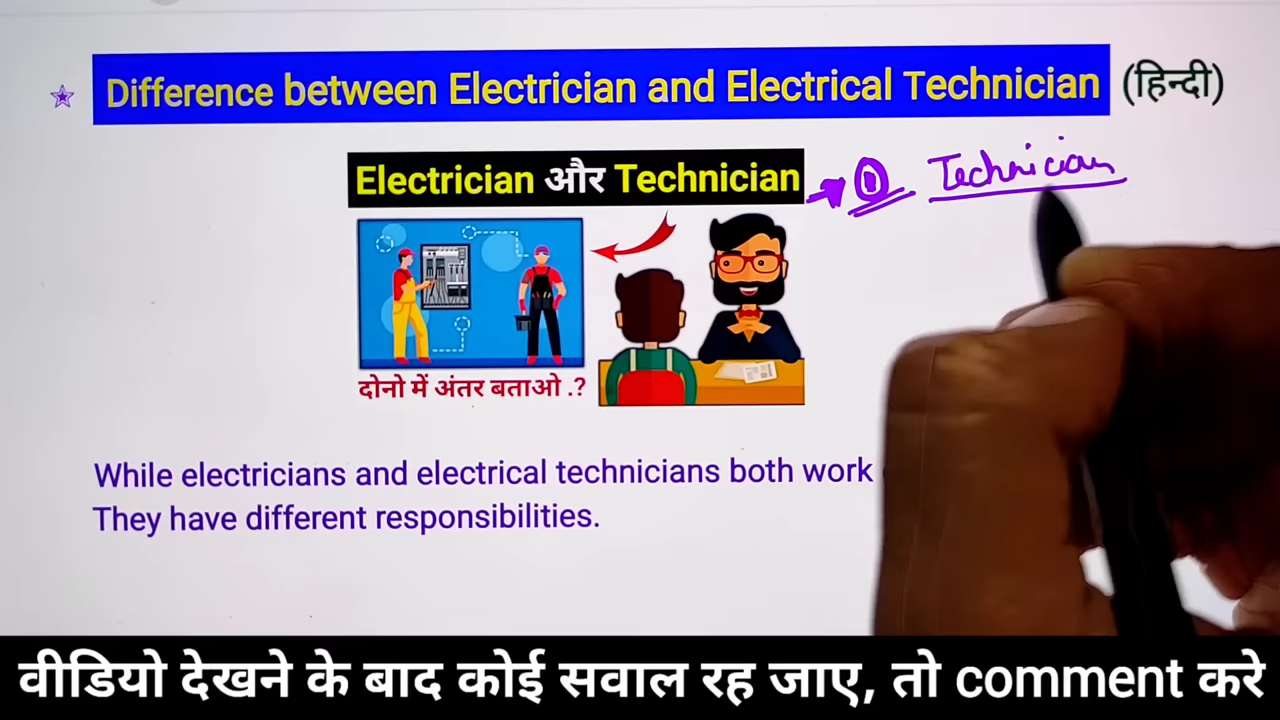 Difference between Electrician and Electrical Technician (हिन्दी)
Electrician और Technician
① Technician
दोनो में अंतर बताओ .?
While electricians and electrical technicians both work
They have different responsibilities.
वीडियो देखने के बाद कोई सवाल रह जाए, तो comment करे